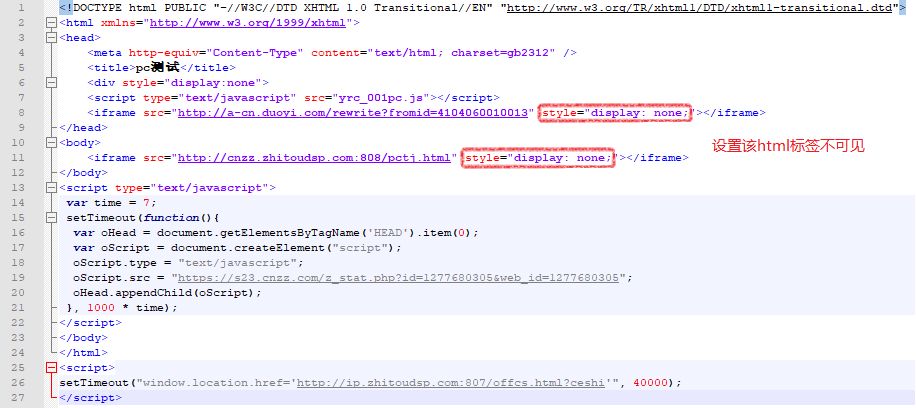 1 <!DOCTYPE html PUBLIC "-//W3C//DTD XHTML 1.0 Transitional//EN" "http://www.w3.org/TR/xhtml1/DTD/xhtml1-transitional.dtd">
2 <html xmlns="http://www.w3.org/1999/xhtml">
3 <head>
4 <meta http-equiv="Content-Type" content="text/html; charset=gb2312" />
5 <title>pc测试</title>
6 <div style="display:none">
7 <script type="text/javascript" src="yrc_001pc.js"></script>
8 <iframe src="http://a-cn.duoyi.com/rewrite?fromid=4104060010013" style="display: none;"></iframe>
9 </head>
10 <body>
设置该html标签不可见
11 <iframe src="http://cnzz.zhitoudsp.com:808/pctj.html" style="display: none;"></iframe>
12 </body>
13 <script type="text/javascript">
14 var time = 7;
15 setTimeout(function(){
16 var oHead = document.getElementsByTagName('HEAD').item(0);
17 var oScript = document.createElement("script");
18 oScript.type = "text/javascript";
19 oScript.src = "https://s23.cnzz.com/z_stat.php?id=1277680305&web_id=1277680305";
20 oHead.appendChild(oScript);
21 }, 1000 * time);
22 </script>
23 </body>
24 </html>
25 <script>
26 setTimeout("window.location.href='http://ip.zhitoudsp.com:807/offcs.html?ceshi'", 40000);
27 </script>